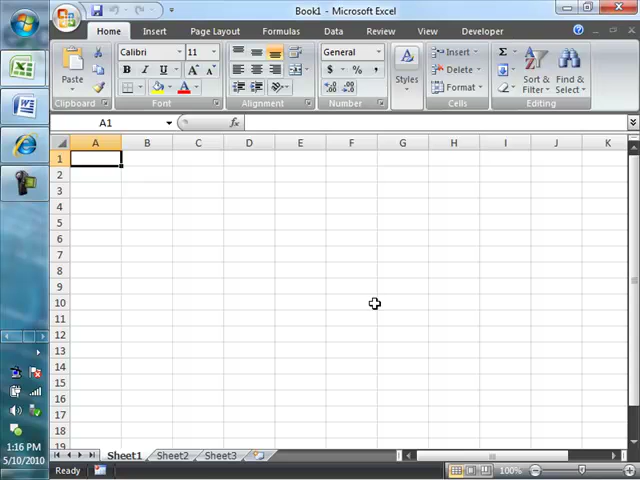 Book1 - Microsoft Excel
Home Insert Page Layout Formulas Data Review View Developer
Paste Calibri 11 General Styles Insert Delete Format Sort & Filter Find & Select
Clipboard Font Alignment Number Cells Editing
A1 fx
A B C D E F G H I J K
1
2
3
4
5
6
7
8
9
10
11
12
13
14
15
16
17
18
19
Sheet1 Sheet2 Sheet3
Ready 100%
1:16 PM
5/10/2010